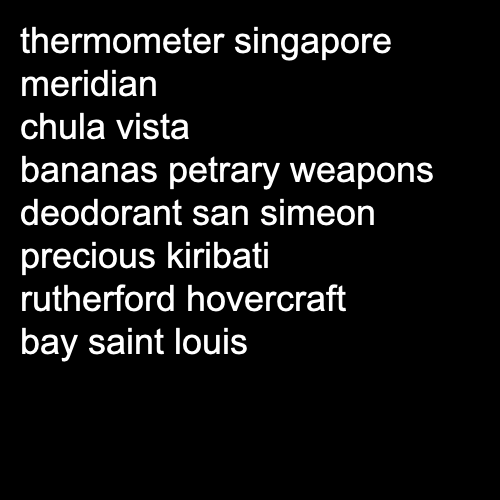 thermometer singapore
meridian
chula vista
bananas petrary weapons
deodorant san simeon
precious kiribati
rutherford hovercraft
bay saint louis